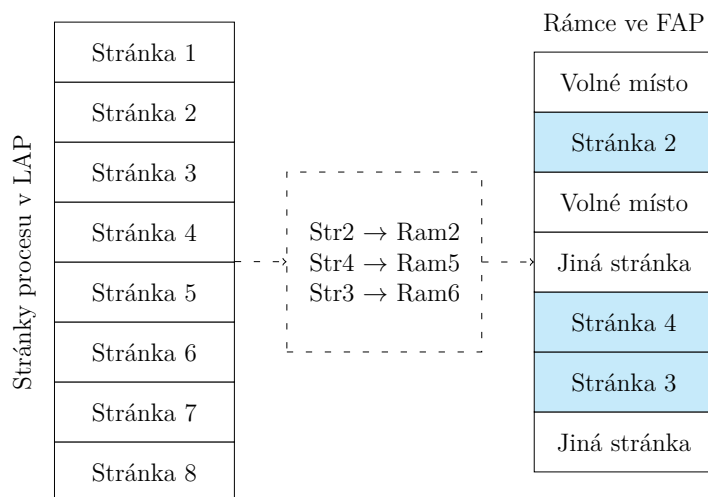 Stránky procesu v LAP
Stránka 1
Stránka 2
Stránka 3
Stránka 4
Stránka 5
Stránka 6
Stránka 7
Stránka 8
Str2 → Ram2
Str4 → Ram5
Str3 → Ram6
Rámce ve FAP
Volné místo
Stránka 2
Volné místo
Jiná stránka
Stránka 4
Stránka 3
Jiná stránka